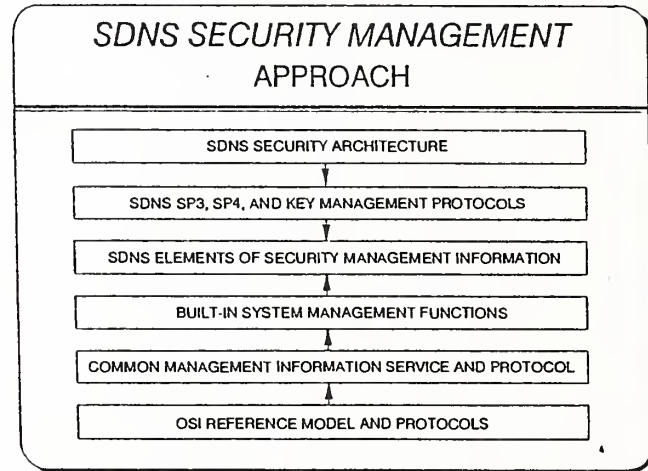 SDNS SECURITY MANAGEMENT
APPROACH
SDNS SECURITY ARCHITECTURE
SDNS SP3, SP4, AND KEY MANAGEMENT PROTOCOLS
SDNS ELEMENTS OF SECURITY MANAGEMENT INFORMATION
BUILT-IN SYSTEM MANAGEMENT FUNCTIONS
COMMON MANAGEMENT INFORMATION SERVICE AND PROTOCOL
OSI REFERENCE MODEL AND PROTOCOLS
4